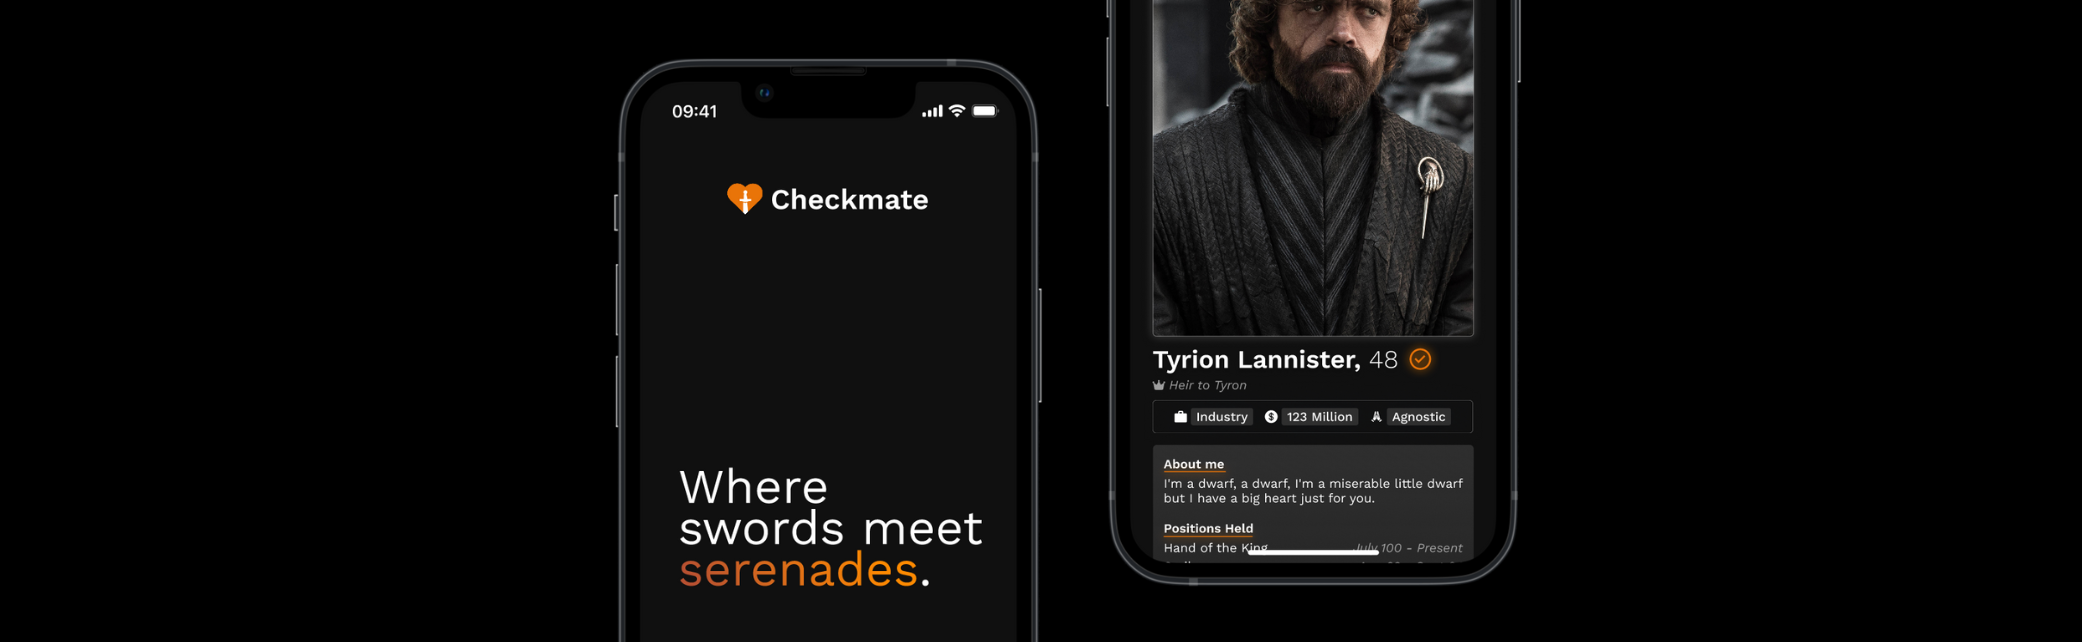 09:41
Checkmate
Where
swords meet
serenades.
Tyrion Lannister, 48
Heir to Tyron
Industry 123 Million Agnostic
About me
I'm a dwarf, a dwarf, I'm a miserable little dwarf
but I have a big heart just for you.
Positions Held
Hand of the King July 100 - Present